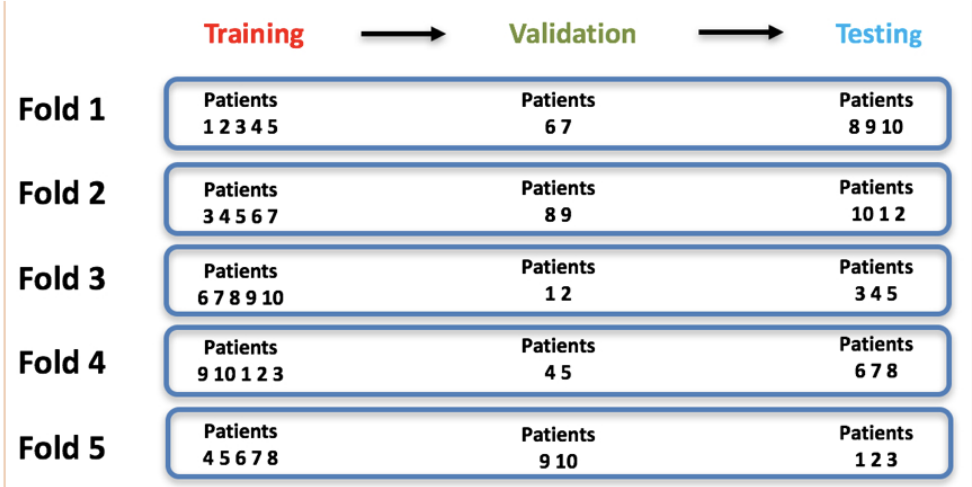 Training Validation Testing
Fold 1
Patients Patients Patients
1 2 3 4 5 6 7 8 9 10
Fold 2
Patients Patients Patients
3 4 5 6 7 8 9 10 1 2
Fold 3
Patients Patients Patients
6 7 8 9 10 1 2 3 4 5
Fold 4
Patients Patients Patients
9 10 1 2 3 4 5 6 7 8
Fold 5
Patients Patients Patients
4 5 6 7 8 9 10 1 2 3